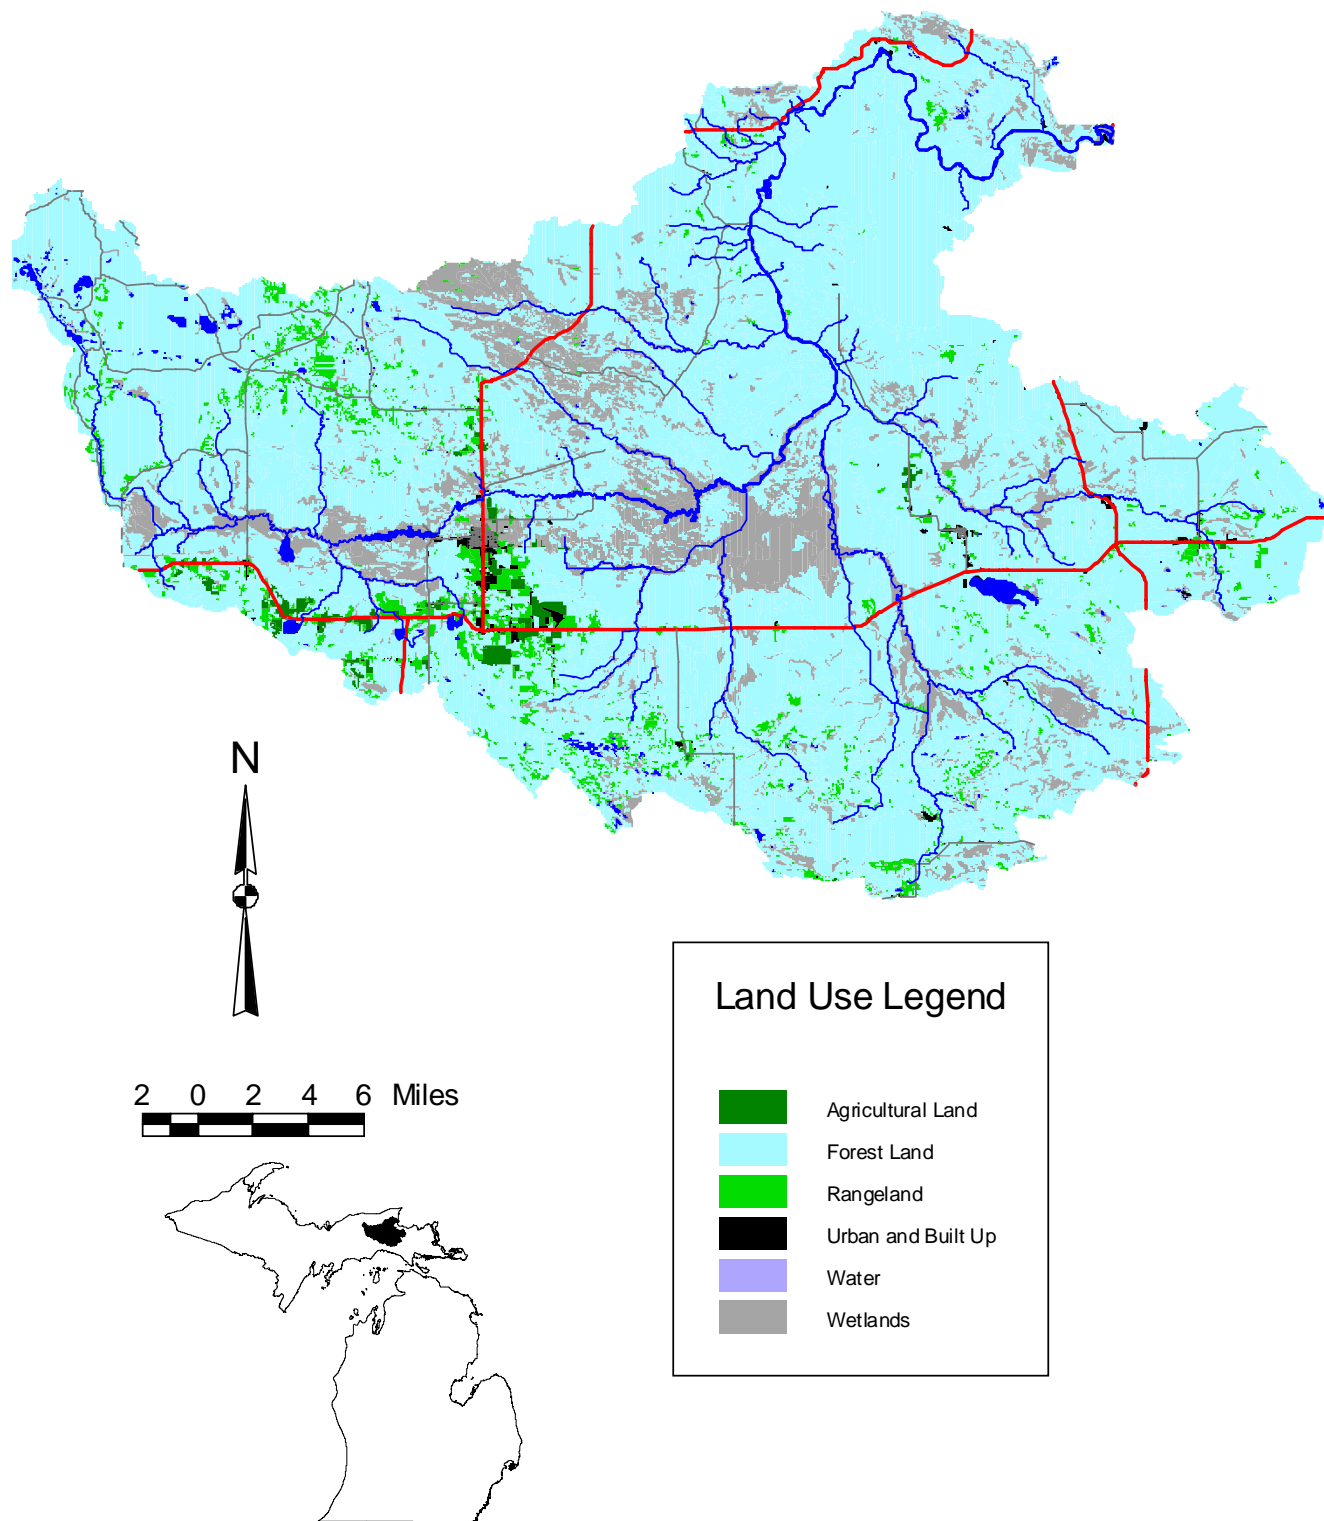 N
2 0 2 4 6 Miles
Land Use Legend
Agricultural Land
Forest Land
Rangeland
Urban and Built Up
Water
Wetlands